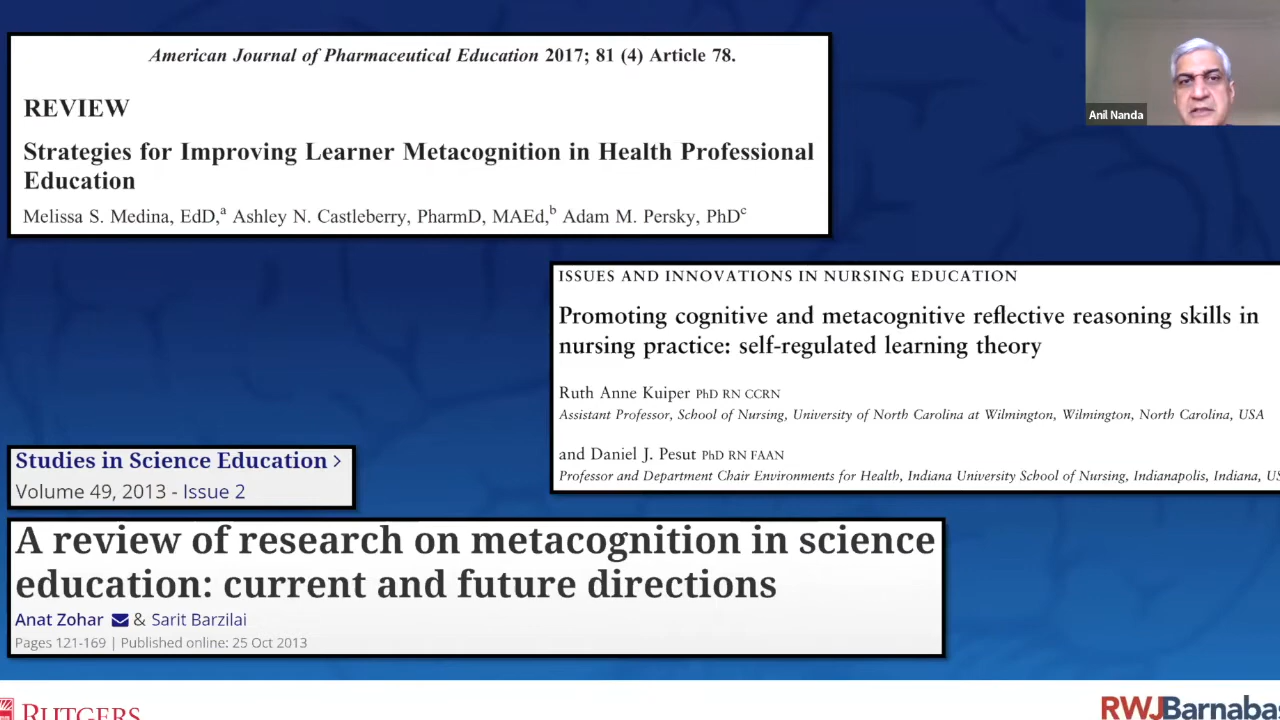 American Journal of Pharmaceutical Education 2017; 81 (4) Article 78.
REVIEW
Strategies for Improving Learner Metacognition in Health Professional
Education
Melissa S. Medina, EdD,a Ashley N. Castleberry, PharmD, MAEd,b Adam M. Persky, PhDc
Anil Nanda
ISSUES AND INNOVATIONS IN NURSING EDUCATION
Promoting cognitive and metacognitive reflective reasoning skills in
nursing practice: self-regulated learning theory
Ruth Anne Kuiper PhD RN CCRN
Assistant Professor, School of Nursing, University of North Carolina at Wilmington, Wilmington, North Carolina, USA
and Daniel J. Pesut PhD RN FAAN
Professor and Department Chair Environments for Health, Indiana University School of Nursing, Indianapolis, Indiana, US
Studies in Science Education >
Volume 49, 2013 - Issue 2
A review of research on metacognition in science
education: current and future directions
Anat Zohar & Sarit Barzilai
Pages 121-169 | Published online: 25 Oct 2013
RUTGERS
RWJBarnabas